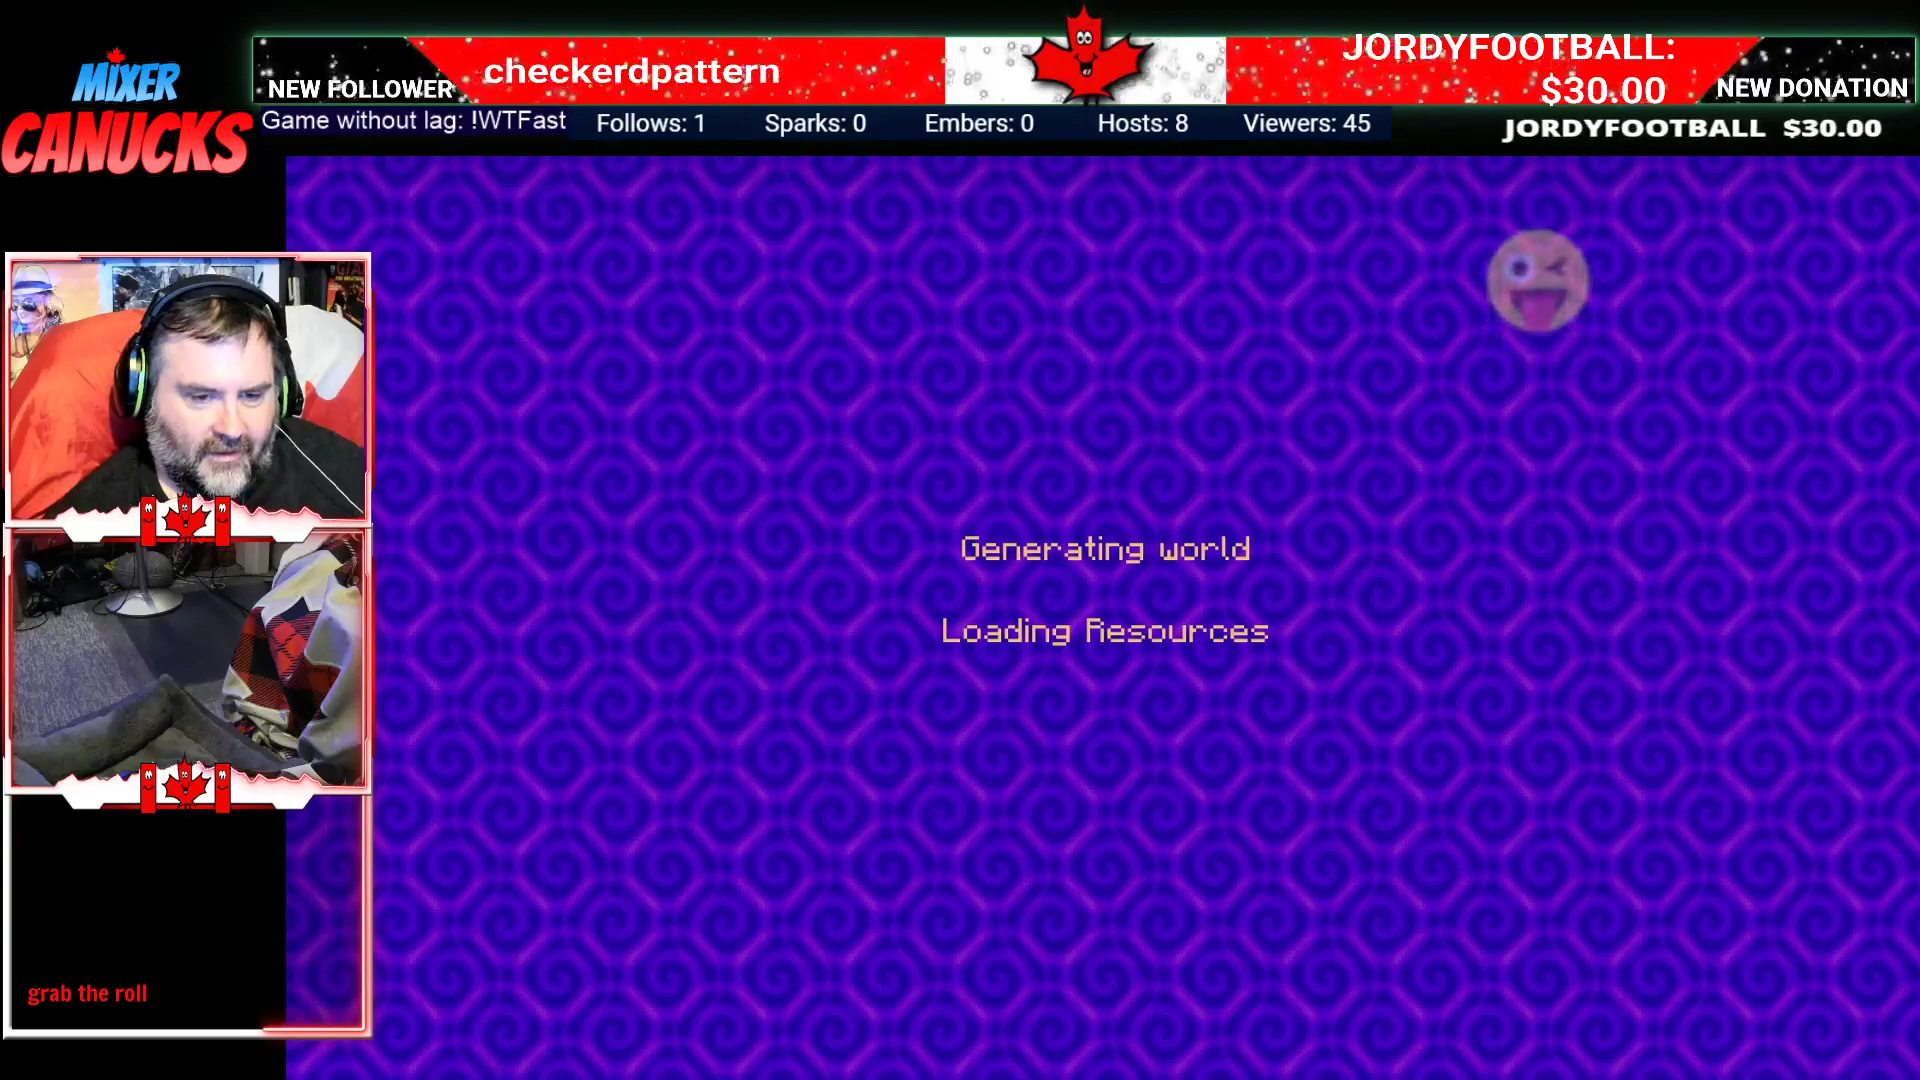 MIXER
CANUCKS
NEW FOLLOWER
checkerdpattern
JORDYFOOTBALL:
$30.00
NEW DONATION
Game without lag: !WTFast
Follows: 1
Sparks: 0
Embers: 0
Hosts: 8
Viewers: 45
JORDYFOOTBALL $30.00
Generating world
Loading Resources
grab the roll